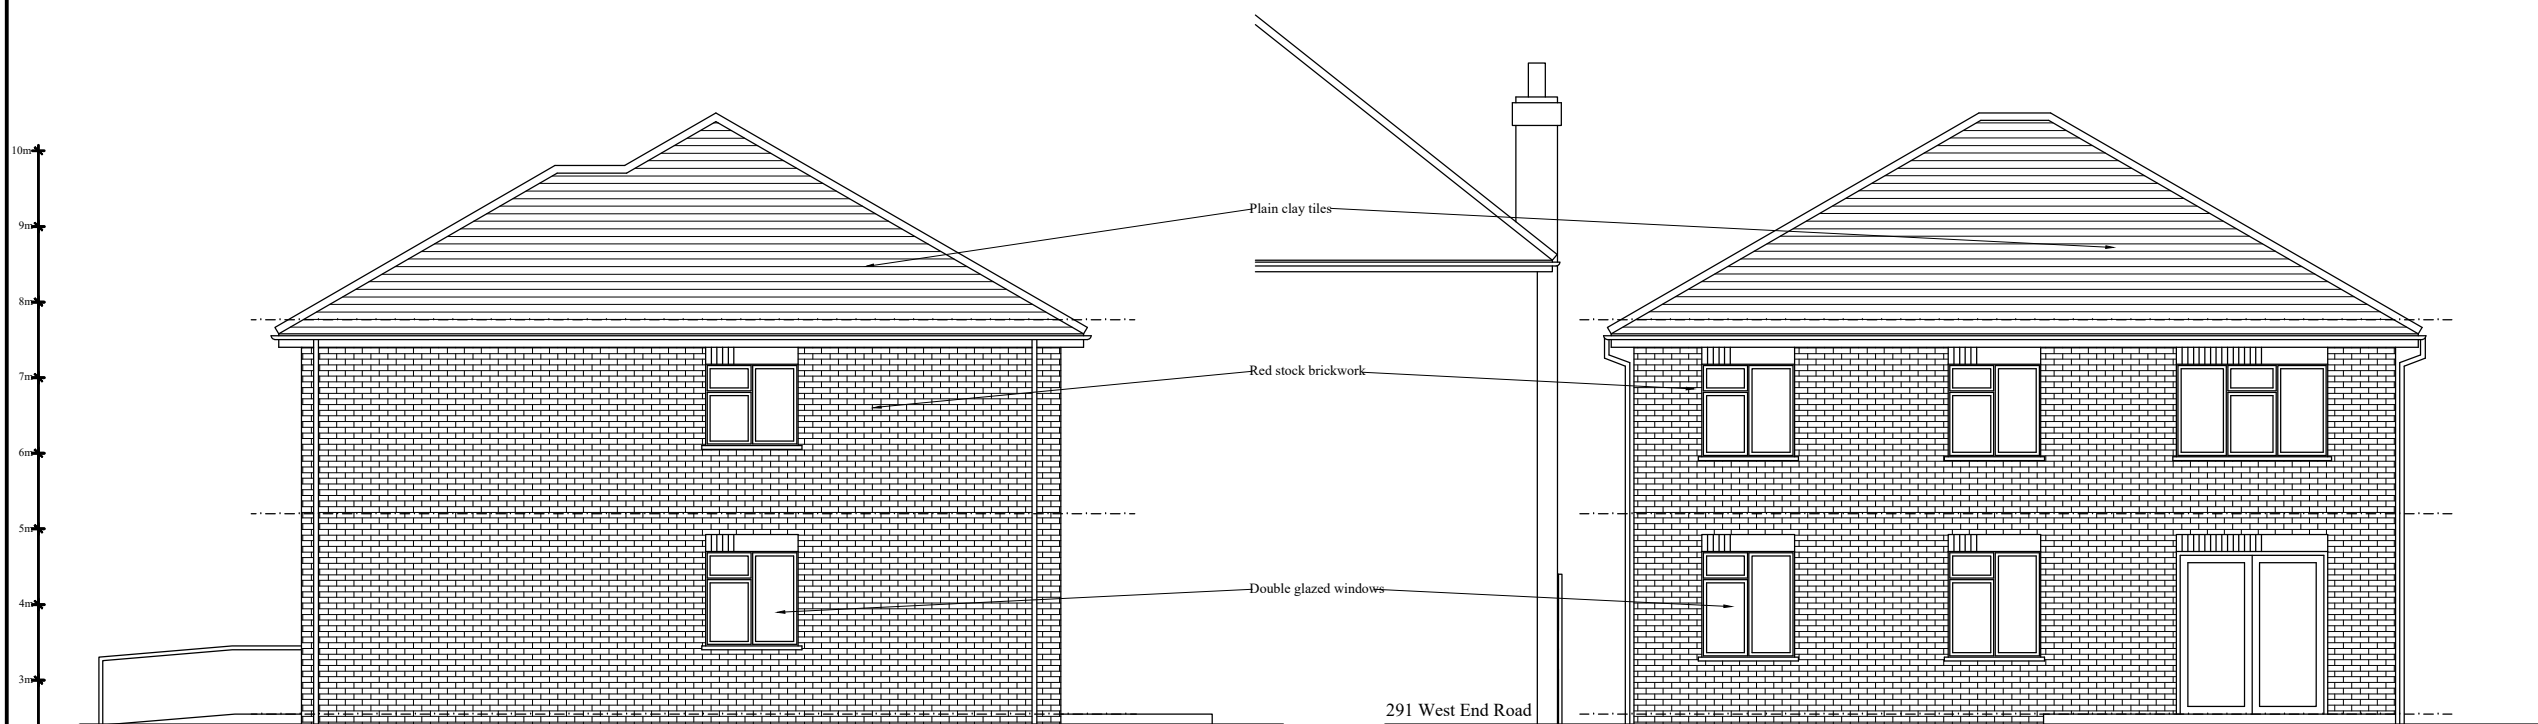 10m
9m
Plain clay tiles
8m
7m
Red stock brickwork
6m
5m
4m
Double glazed windows
3m
291 West End Road